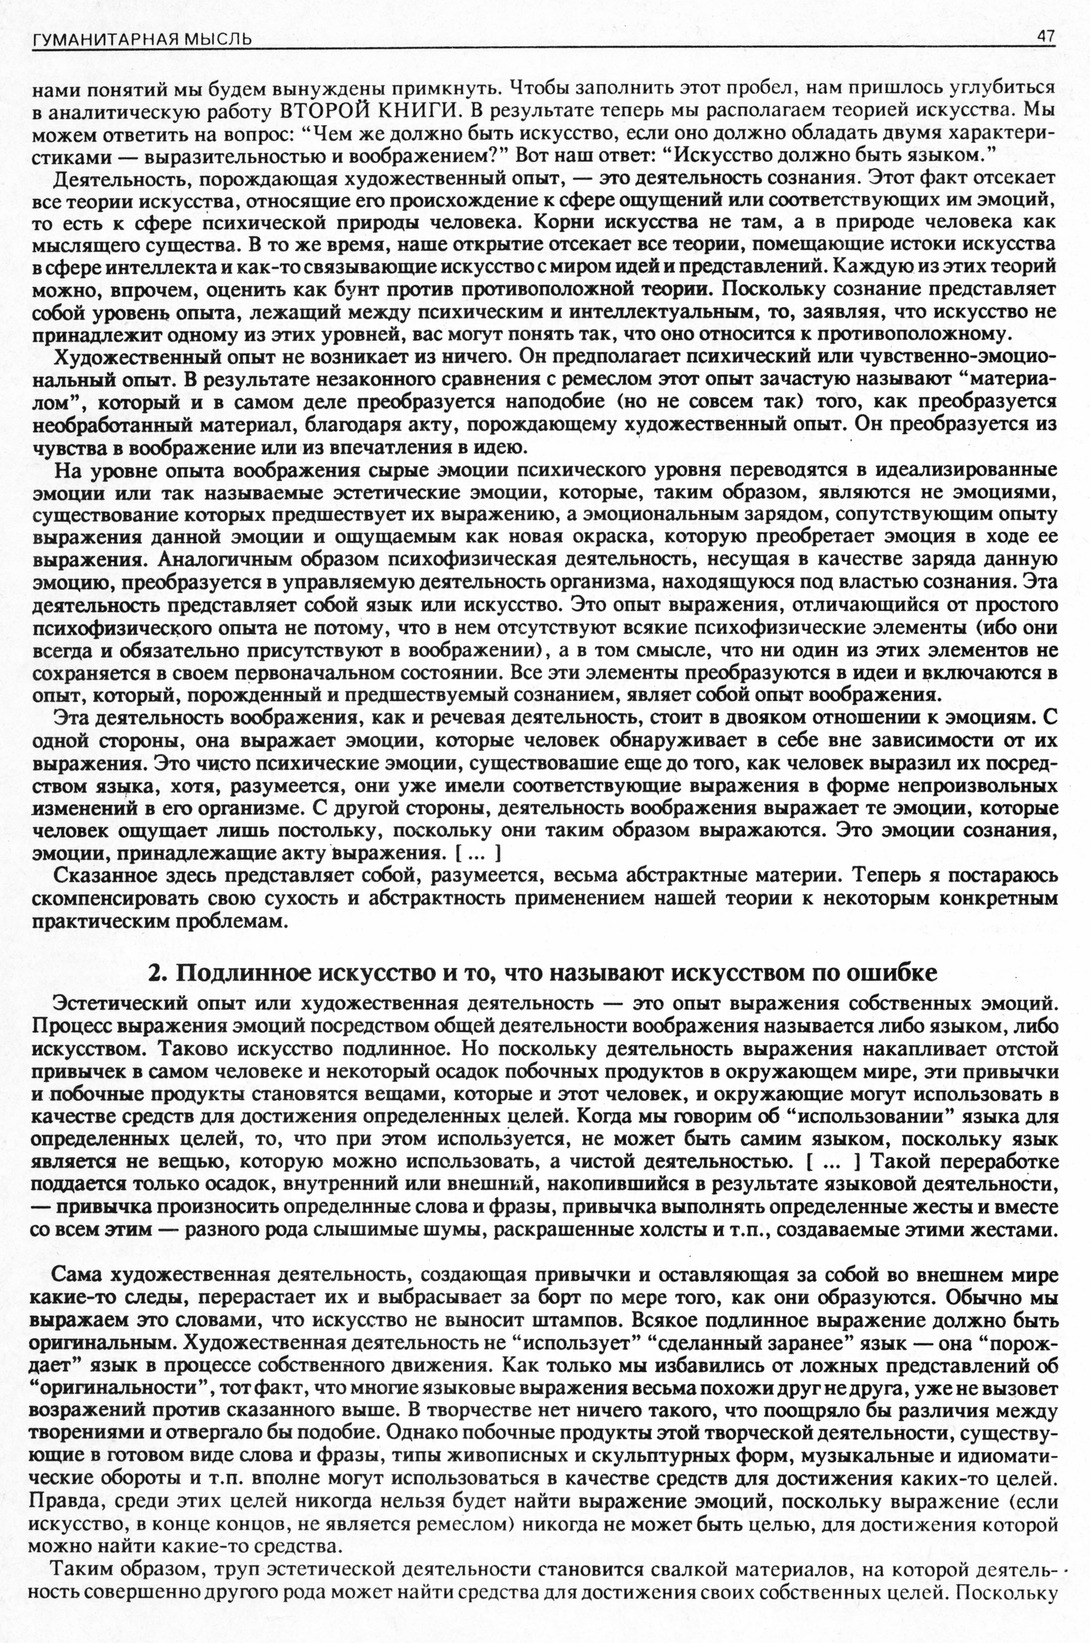 ГУМАНИТАРНАЯ МЫСЛЬ 47
нами понятий мы будем вынуждены примкнуть. Чтобы заполнить этот пробел, нам пришлось углубиться
в аналитическую работу ВТОРОЙ КНИГИ. В результате теперь мы располагаем теорией искусства. Мы
можем ответить на вопрос: “Чем же должно быть искусство, если оно должно обладать двумя характери-
стиками — выразительностью и воображением?” Вот наш ответ: “Искусство должно быть языком.”
Деятельность, порождающая художественный опыт, — это деятельность сознания. Этот факт отсекает
все теории искусства, относящие его происхождение к сфере ощущений или соответствующих им эмоций,
то есть к сфере психической природы человека. Корни искусства не там, а в природе человека как
мыслящего существа. В то же время, наше открытие отсекает все теории, помещающие истоки искусства
в сфере интеллекта и как-то связывающие искусство с миром идей и представлений. Каждую из этих теорий
можно, впрочем, оценить как бунт против противоположной теории. Поскольку сознание представляет
собой уровень опыта, лежащий между психическим и интеллектуальным, то, заявляя, что искусство не
принадлежит одному из этих уровней, вас могут понять так, что оно относится к противоположному.
Художественный опыт не возникает из ничего. Он предполагает психический или чувственно-эмоцио-
нальный опыт. В результате незаконного сравнения с ремеслом этот опыт зачастую называют “материа-
лом”, который и в самом деле преобразуется наподобие (но не совсем так) того, как преобразуется
необработанный материал, благодаря акту, порождающему художественный опыт. Он преобразуется из
чувства в воображение или из впечатления в идею.
На уровне опыта воображения сырые эмоции психического уровня переводятся в идеализированные
эмоции или так называемые эстетические эмоции, которые, таким образом, являются не эмоциями,
существование которых предшествует их выражению, а эмоциональным зарядом, сопутствующим опыту
выражения данной эмоции и ощущаемым как новая окраска, которую преобретает эмоция в ходе ее
выражения. Аналогичным образом психофизическая деятельность, несущая в качестве заряда данную
эмоцию, преобразуется в управляемую деятельность организма, находящуюся под властью сознания. Эта
деятельность представляет собой язык или искусство. Это опыт выражения, отличающийся от простого
психофизического опыта не потому, что в нем отсутствуют всякие психофизические элементы (ибо они
всегда и обязательно присутствуют в воображении), а в том смысле, что ни один из этих элементов не
сохраняется в своем первоначальном состоянии. Все эти элементы преобразуются в идеи и включаются в
опыт, который, порожденный и предшествуемый сознанием, являет собой опыт воображения.
Эта деятельность воображения, как и речевая деятельность, стоит в двояком отношении к эмоциям. С
одной стороны, она выражает эмоции, которые человек обнаруживает в себе вне зависимости от их
выражения. Это чисто психические эмоции, существовашие еще до того, как человек выразил их посред-
ством языка, хотя, разумеется, они уже имели соответствующие выражения в форме непроизвольных
изменений в его организме. С другой стороны, деятельность воображения выражает те эмоции, которые
человек ощущает лишь постольку, поскольку они таким образом выражаются. Это эмоции сознания,
эмоции, принадлежащие акту выражения. [ ... ]
Сказанное здесь представляет собой, разумеется, весьма абстрактные материи. Теперь я постараюсь
скомпенсировать свою сухость и абстрактность применением нашей теории к некоторым конкретным
практическим проблемам.
2. Подлинное искусство и то, что называют искусством по ошибке
Эстетический опыт или художественная деятельность — это опыт выражения собственных эмоций.
Процесс выражения эмоций посредством общей деятельности воображения называется либо языком, либо
искусством. Таково искусство подлинное. Но поскольку деятельность выражения накапливает отстой
привычек в самом человеке и некоторый осадок побочных продуктов в окружающем мире, эти привычки
и побочные продукты становятся вещами, которые и этот человек, и окружающие могут использовать в
качестве средств для достижения определенных целей. Когда мы говорим об “использовании” языка для
определенных целей, то, что при этом используется, не может быть самим языком, поскольку язык
является не вещью, которую можно использовать, а чистой деятельностью. [ ... ] Такой переработке
поддается только осадок, внутренний или внешний, накопившийся в результате языковой деятельности,
— привычка произносить определнные слова и фразы, привычка выполнять определенные жесты и вместе
со всем этим — разного рода слышимые шумы, раскрашенные холсты и т.п., создаваемые этими жестами.
Сама художественная деятельность, создающая привычки и оставляющая за собой во внешнем мире
какие-то следы, перерастает их и выбрасывает за борт по мере того, как они образуются. Обычно мы
выражаем это словами, что искусство не выносит штампов. Всякое подлинное выражение должно быть
оригинальным. Художественная деятельность не “использует” “сделанный заранее” язык — она “порож-
дает” язык в процессе собственного движения. Как только мы избавились от ложных представлений об
“оригинальности”, тот факт, что многие языковые выражения весьма похожи друг не друга, уже не вызовет
возражений против сказанного выше. В творчестве нет ничего такого, что поощряло бы различия между
творениями и отвергало бы подобие. Однако побочные продукты этой творческой деятельности, существу-
ющие в готовом виде слова и фразы, типы живописных и скульптурных форм, музыкальные и идиомати-
ческие обороты и т.п. вполне могут использоваться в качестве средств для достижения каких-то целей.
Правда, среди этих целей никогда нельзя будет найти выражение эмоций, поскольку выражение (если
искусство, в конце концов, не является ремеслом) никогда не может быть целью, для достижения которой
можно найти какие-то средства.
Таким образом, труп эстетической деятельности становится свалкой материалов, на которой деятель-
ность совершенно другого рода может найти средства для достижения своих собственных целей. Поскольку